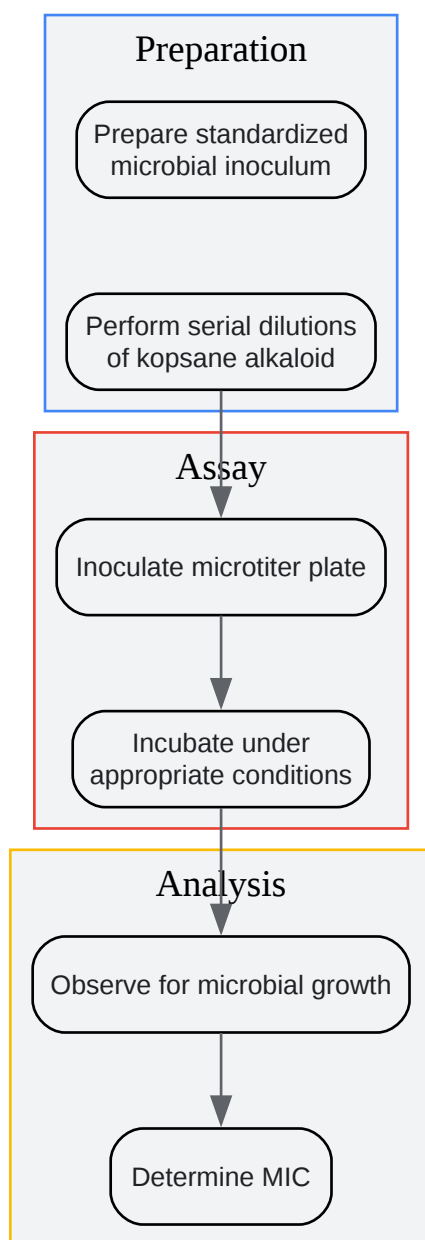 Preparation
Prepare standardized
microbial inoculum
Perform serial dilutions
of kopsane alkaloid
Assay
Inoculate microtiter plate
Incubate under
appropriate conditions
Analysis
Observe for microbial growth
Determine MIC